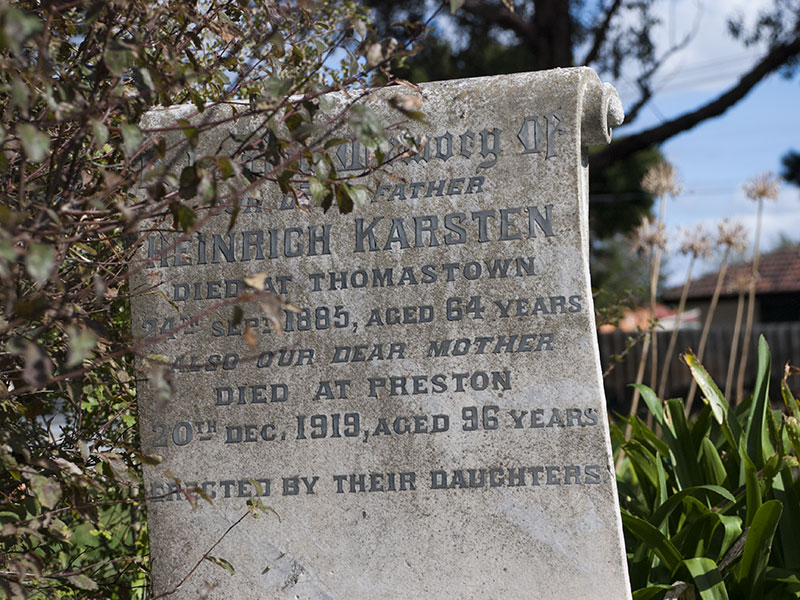 Memory Of
FATHER
HEINRICH KARSTEN
DIED AT THOMASTOWN
24TH SEPT 1885, AGED 64 YEARS
ALSO OUR DEAR MOTHER
DIED AT PRESTON
20TH DEC, 1919, AGED 96 YEARS
ERECTED BY THEIR DAUGHTERS